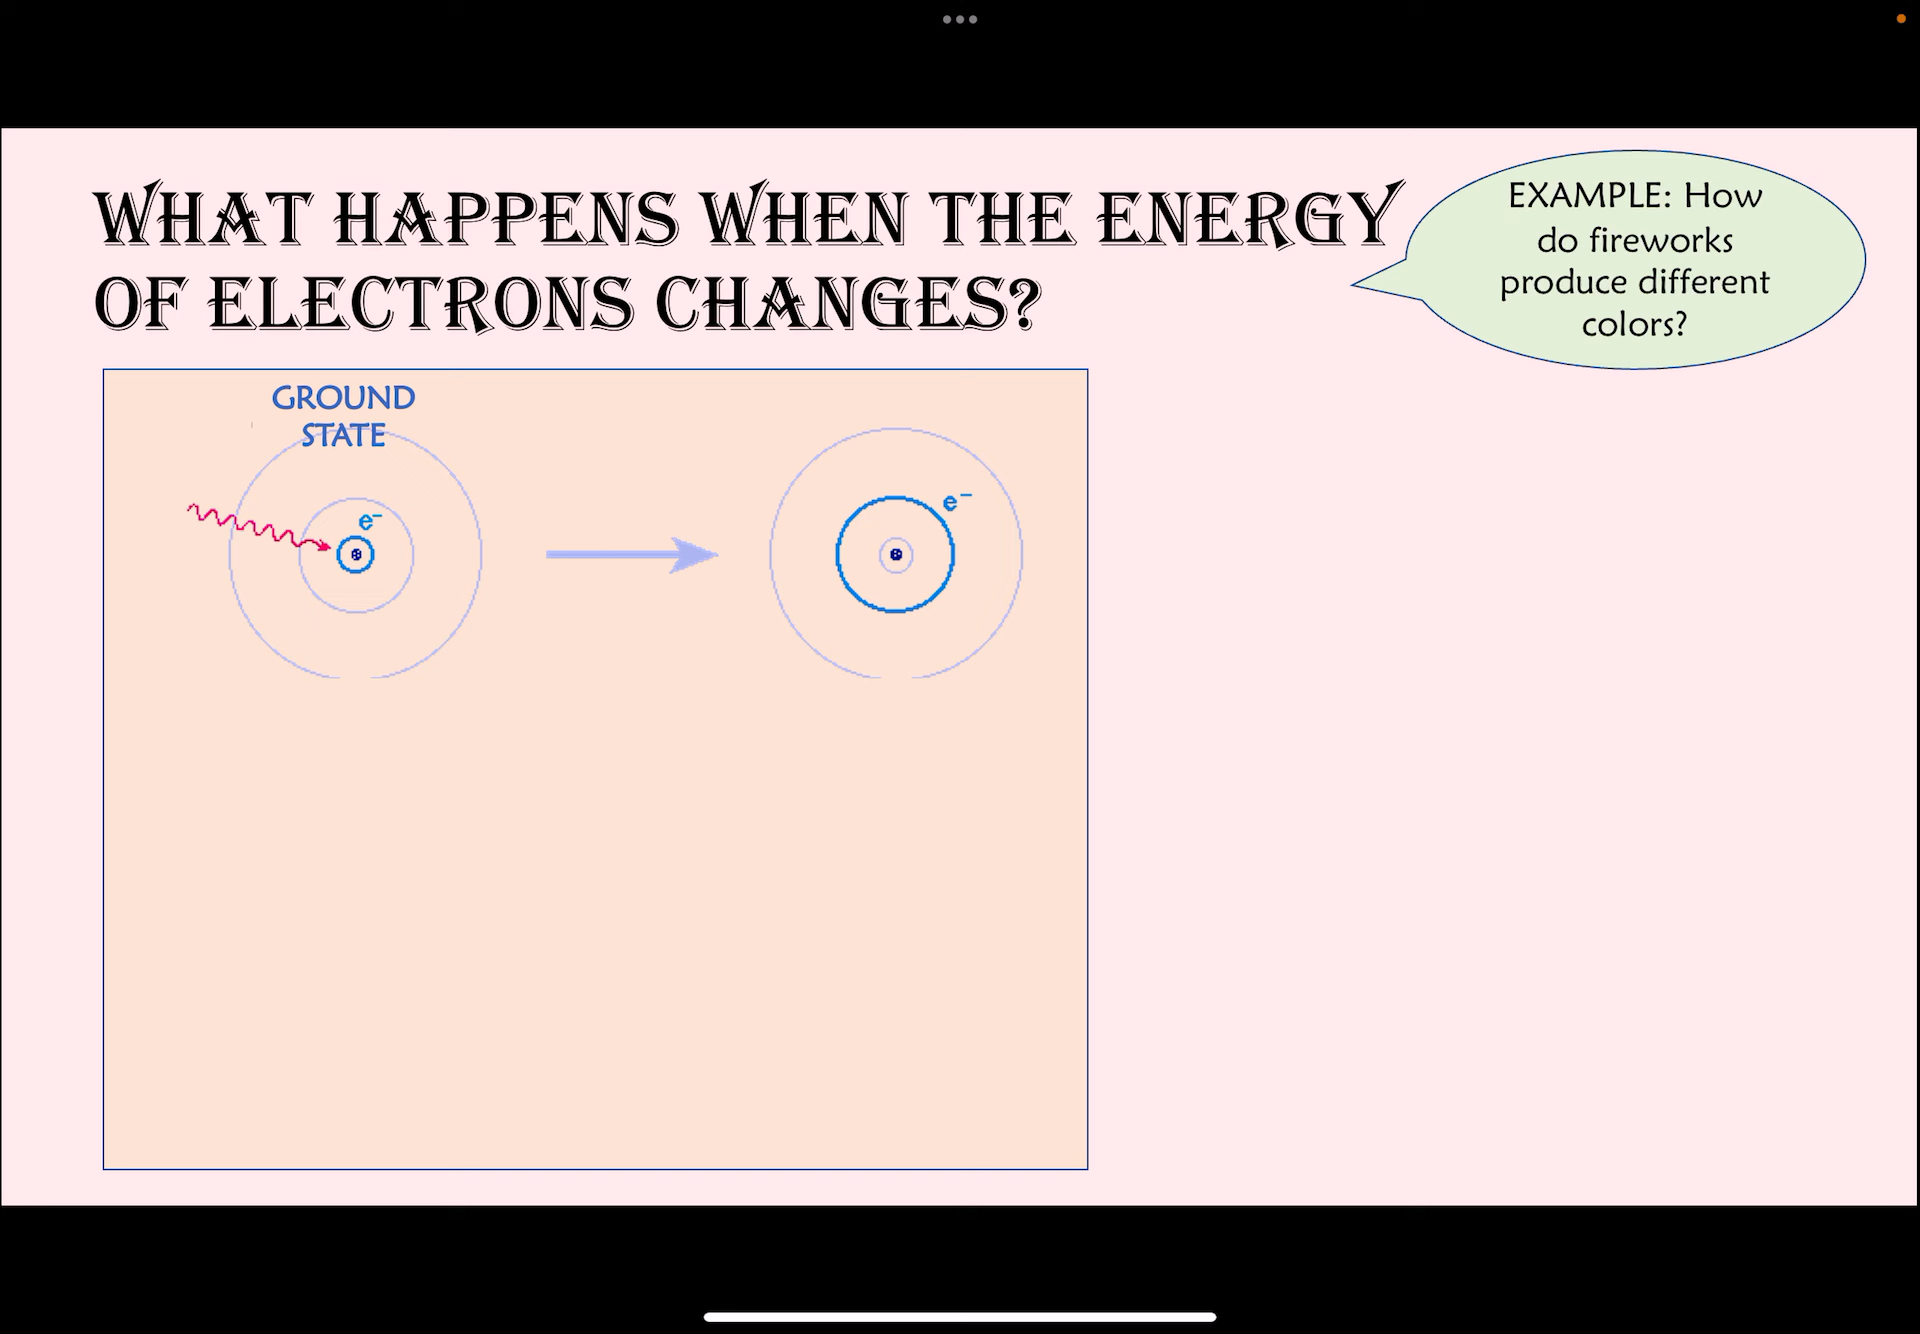 WHAT HAPPENS WHEN THE ENERGY
OF ELECTRONS CHANGES?
EXAMPLE: How
do fireworks
produce different
colors?
GROUND
STATE
e⁻
e⁻